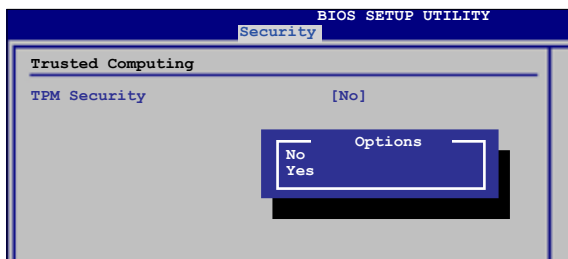 BIOS SETUP UTILITY
Security
Trusted Computing
TPM Security [No]
Options
No
Yes